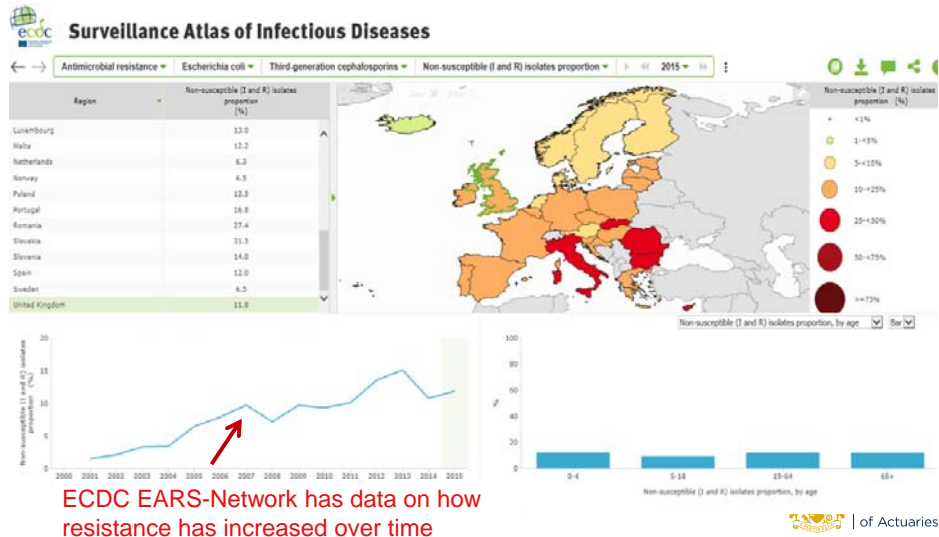 ecdc
Surveillance Atlas of Infectious Diseases
Antimicrobial resistance
Escherichia coli
Third-generation cephalosporins
Non-susceptible (I and R) isolates proportion
2015
Region
Non-susceptible (I and R) isolates
proportion
(%)
Luxembourg 13.0
Malta 12.2
Netherlands 6.2
Norway 6.5
Poland 12.5
Portugal 16.8
Romania 27.4
Slovakia 31.5
Slovenia 14.0
Spain 12.0
Sweden 6.3
United Kingdom 11.8
Non-susceptible (I and R) isolates
proportion (%)
<1%
1-<5%
5-<10%
10-<25%
25-<50%
50-<75%
>=75%
Non-susceptible (I and R) isolates
proportion (%)
20
15
10
5
0
2000 2001 2002 2003 2004 2005 2006 2007 2008 2009 2010 2011 2012 2013 2014 2015
Non-susceptible (I and R) isolates proportion, by age
Bar
100
80
60
40
20
0
%
0-4 5-18 19-64 65+
Non-susceptible (I and R) isolates proportion, by age
ECDC EARS-Network has data on how
resistance has increased over time
of Actuaries